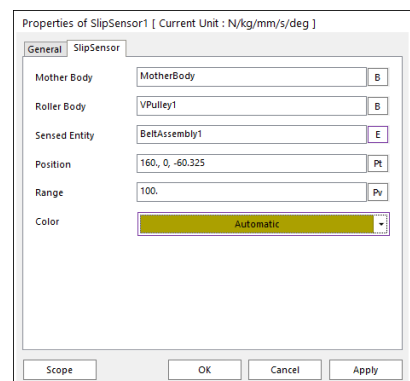 Properties of SlipSensor1 [ Current Unit : N/kg/mm/s/deg ]
General SlipSensor
Mother Body MotherBody B
Roller Body VPulley1 B
Sensed Entity BeltAssembly1 E
Position 160., 0, -60.325 Pt
Range 100. Pv
Color Automatic
Scope OK Cancel Apply